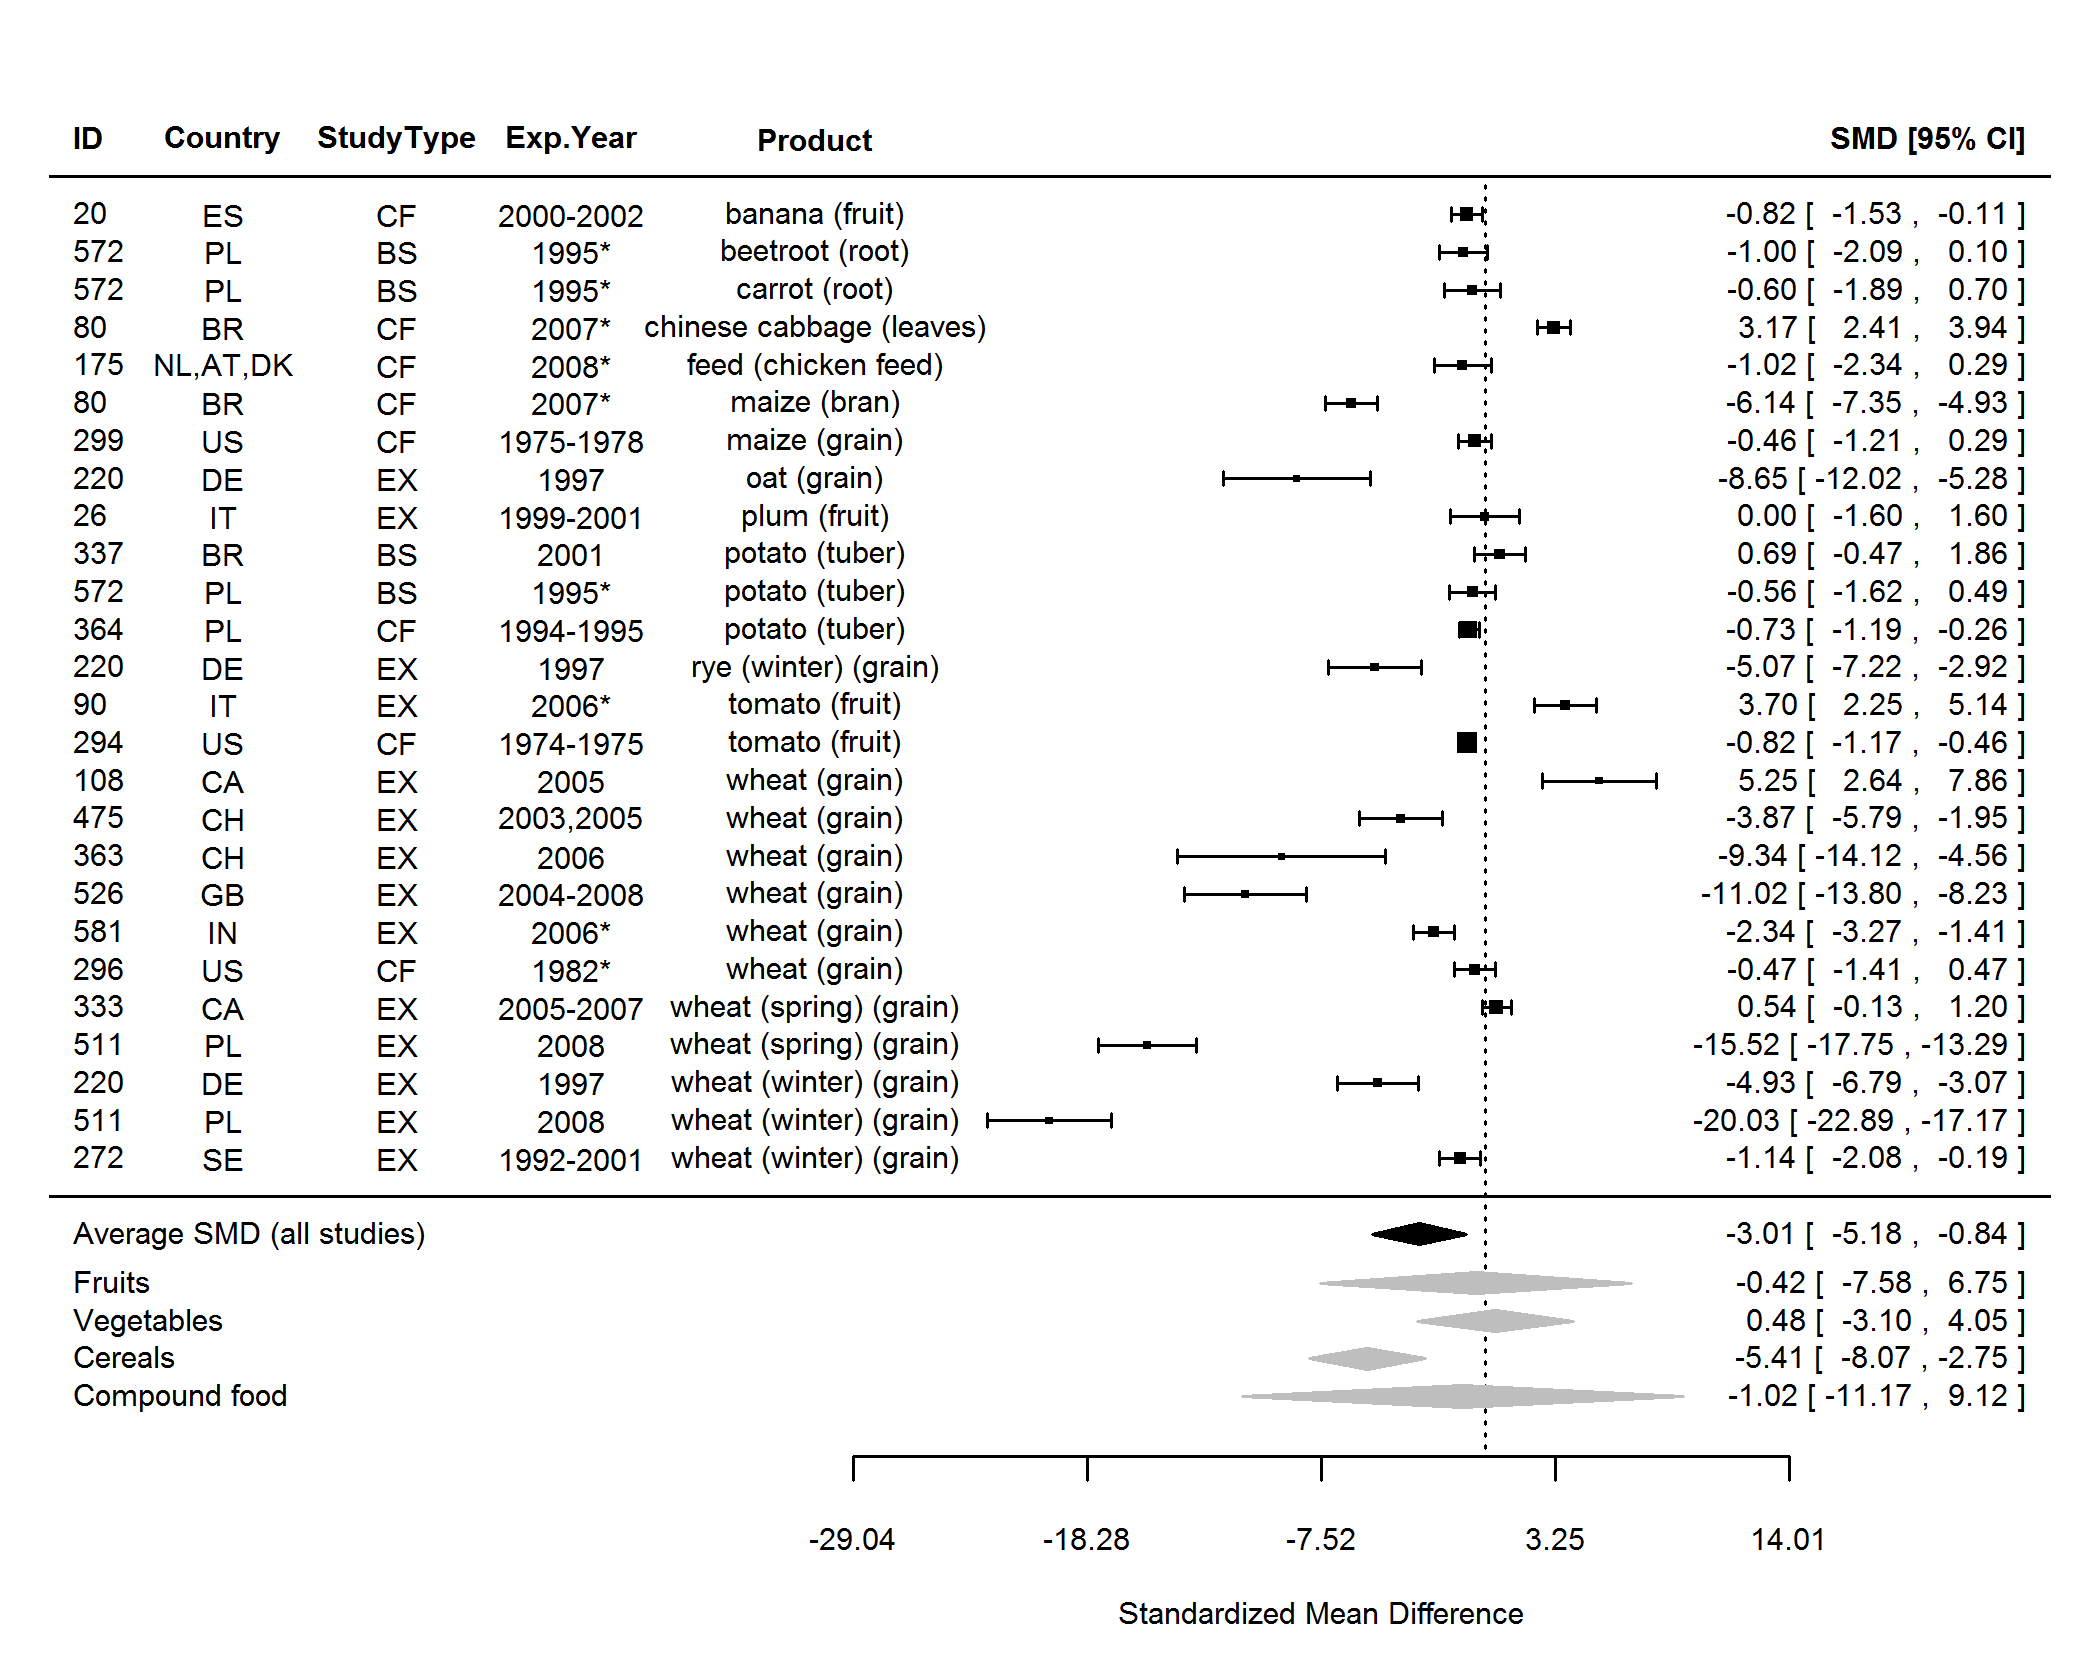 ID Country StudyType Exp.Year Product SMD [95% CI]
20 ES CF 2000-2002 banana (fruit) -0.82 [ -1.53 , -0.11 ]
572 PL BS 1995* beetroot (root) -1.00 [ -2.09 , 0.10 ]
572 PL BS 1995* carrot (root) -0.60 [ -1.89 , 0.70 ]
80 BR CF 2007* chinese cabbage (leaves) 3.17 [ 2.41 , 3.94 ]
175 NL,AT,DK CF 2008* feed (chicken feed) -1.02 [ -2.34 , 0.29 ]
80 BR CF 2007* maize (bran) -6.14 [ -7.35 , -4.93 ]
299 US CF 1975-1978 maize (grain) -0.46 [ -1.21 , 0.29 ]
220 DE EX 1997 oat (grain) -8.65 [ -12.02 , -5.28 ]
26 IT EX 1999-2001 plum (fruit) 0.00 [ -1.60 , 1.60 ]
337 BR BS 2001 potato (tuber) 0.69 [ -0.47 , 1.86 ]
572 PL BS 1995* potato (tuber) -0.56 [ -1.62 , 0.49 ]
364 PL CF 1994-1995 potato (tuber) -0.73 [ -1.19 , -0.26 ]
220 DE EX 1997 rye (winter) (grain) -5.07 [ -7.22 , -2.92 ]
90 IT EX 2006* tomato (fruit) 3.70 [ 2.25 , 5.14 ]
294 US CF 1974-1975 tomato (fruit) -0.82 [ -1.17 , -0.46 ]
108 CA EX 2005 wheat (grain) 5.25 [ 2.64 , 7.86 ]
475 CH EX 2003,2005 wheat (grain) -3.87 [ -5.79 , -1.95 ]
363 CH EX 2006 wheat (grain) -9.34 [ -14.12 , -4.56 ]
526 GB EX 2004-2008 wheat (grain) -11.02 [ -13.80 , -8.23 ]
581 IN EX 2006* wheat (grain) -2.34 [ -3.27 , -1.41 ]
296 US CF 1982* wheat (grain) -0.47 [ -1.41 , 0.47 ]
333 CA EX 2005-2007 wheat (spring) (grain) 0.54 [ -0.13 , 1.20 ]
511 PL EX 2008 wheat (spring) (grain) -15.52 [ -17.75 , -13.29 ]
220 DE EX 1997 wheat (winter) (grain) -4.93 [ -6.79 , -3.07 ]
511 PL EX 2008 wheat (winter) (grain) -20.03 [ -22.89 , -17.17 ]
272 SE EX 1992-2001 wheat (winter) (grain) -1.14 [ -2.08 , -0.19 ]
Average SMD (all studies) -3.01 [ -5.18 , -0.84 ]
Fruits -0.42 [ -7.58 , 6.75 ]
Vegetables 0.48 [ -3.10 , 4.05 ]
Cereals -5.41 [ -8.07 , -2.75 ]
Compound food -1.02 [ -11.17 , 9.12 ]
-29.04 -18.28 -7.52 3.25 14.01
Standardized Mean Difference